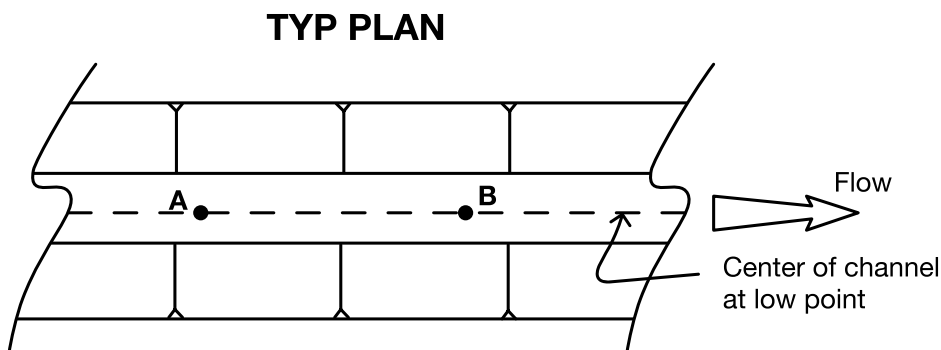 TYP PLAN
A
B
Flow
Center of channel
at low point